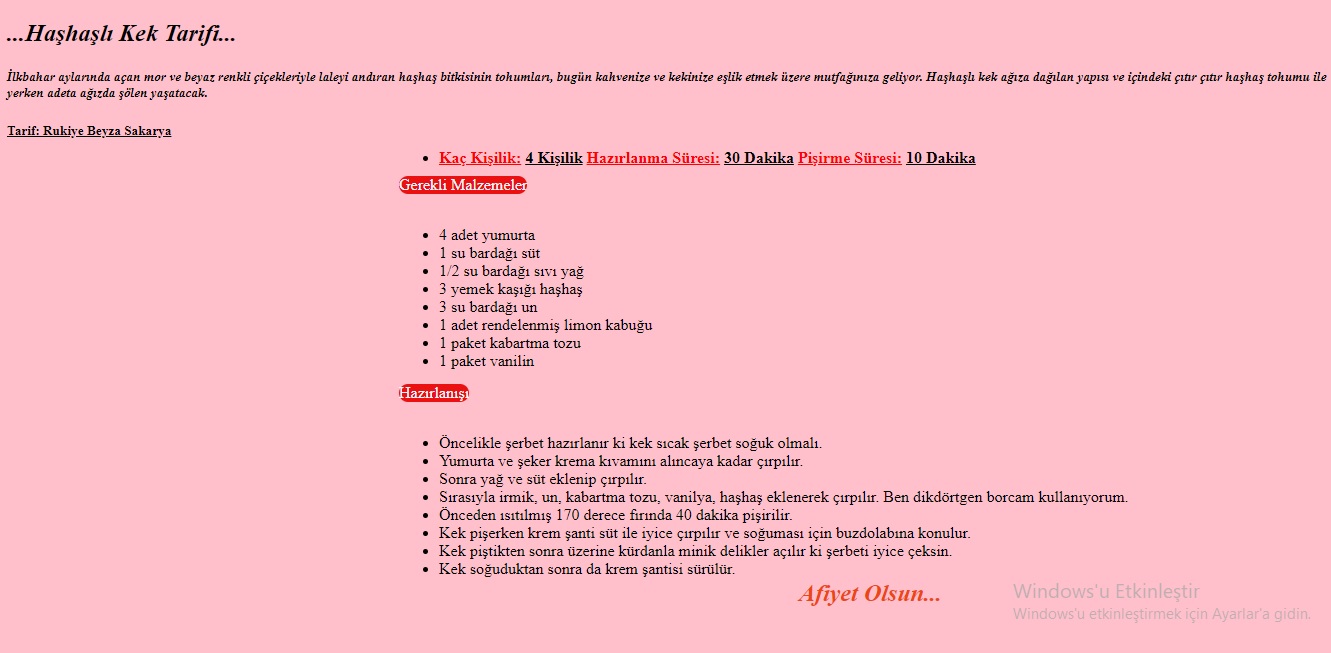 ...Haşhaşlı Kek Tarifi...
İlkbahar aylarında açan mor ve beyaz renkli çiçekleriyle laleyi andıran haşhaş bitkisinin tohumları, bugün kahvenize ve kekinize eşlik etmek üzere mutfağınıza geliyor. Haşhaşlı kek ağıza dağılan yapısı ve içindeki çıtır çıtır haşhaş tohumu ile
yerken adeta ağızda şölen yaşatacak.
Tarif: Rukiye Beyza Sakarya
• Kaç Kişilik: 4 Kişilik Hazırlanma Süresi: 30 Dakika Pişirme Süresi: 10 Dakika
Gerekli Malzemeler
• 4 adet yumurta
• 1 su bardağı süt
• 1/2 su bardağı sıvı yağ
• 3 yemek kaşığı haşhaş
• 3 su bardağı un
• 1 adet rendelenmiş limon kabuğu
• 1 paket kabartma tozu
• 1 paket vanilin
Hazırlanışı
• Öncelikle şerbet hazırlanır ki kek sıcak şerbet soğuk olmalı.
• Yumurta ve şeker krema kıvamını alıncaya kadar çırpılır.
• Sonra yağ ve süt eklenip çırpılır.
• Sırasıyla irmik, un, kabartma tozu, vanilya, haşhaş eklenerek çırpılır. Ben dikdörtgen borcam kullanıyorum.
• Önceden ısıtılmış 170 derece fırında 40 dakika pişirilir.
• Kek pişerken krem şanti süt ile iyice çırpılır ve soğuması için buzdolabına konulur.
• Kek piştikten sonra üzerine kürdanla minik delikler açılır ki şerbeti iyice çeksin.
• Kek soğuduktan sonra da krem şantisi sürülür.
Afiyet Olsun...
Windows'u Etkinleştir
Windows'u etkinleştirmek için Ayarlar'a gidin.